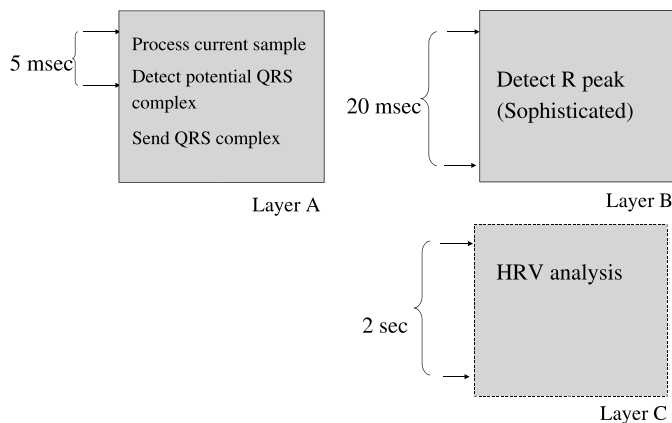 5 msec
Process current sample
Detect potential QRS
complex
Send QRS complex
Layer A
20 msec
Detect R peak
(Sophisticated)
Layer B
2 sec
HRV analysis
Layer C